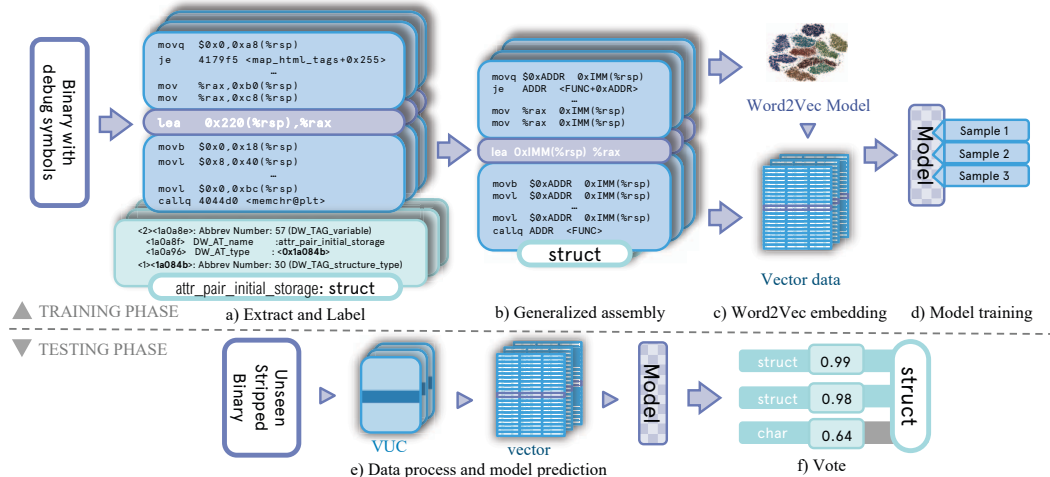 Binary with
debug symbols
movq $0x0,0xa8(%rsp)
je 4179f5 <map_html_tags+0x255>
…
mov %rax,0xb0(%rsp)
mov %rax,0xc8(%rsp)
lea 0x220(%rsp),%rax
movb $0x0,0x18(%rsp)
movl $0x8,0x40(%rsp)
…
movl $0x0,0xbc(%rsp)
callq 4044d0 <memchr@plt>
<2><1a0a8e>: Abbrev Number: 57 (DW_TAG_variable)
<1a0a8f> DW_AT_name :attr_pair_initial_storage
<1a0a96> DW_AT_type : <0x1a084b>
<1><1a084b>: Abbrev Number: 30 (DW_TAG_structure_type)
attr_pair_initial_storage: struct
a) Extract and Label
movq $0xADDR 0xIMM(%rsp)
je ADDR <FUNC+0xADDR>
…
mov %rax 0xIMM(%rsp)
mov %rax 0xIMM(%rsp)
lea 0xIMM(%rsp) %rax
movb $0xADDR 0xIMM(%rsp)
movl $0xADDR 0xIMM(%rsp)
…
movl $0xADDR 0xIMM(%rsp)
callq ADDR <FUNC>
struct
b) Generalized assembly
Word2Vec Model
Vector data
c) Word2Vec embedding
Model
Sample 1
Sample 2
Sample 3
d) Model training
TRAINING PHASE
TESTING PHASE
Unseen
Stripped
Binary
VUC
vector
Model
e) Data process and model prediction
struct 0.99
struct 0.98
char 0.64
struct
f) Vote